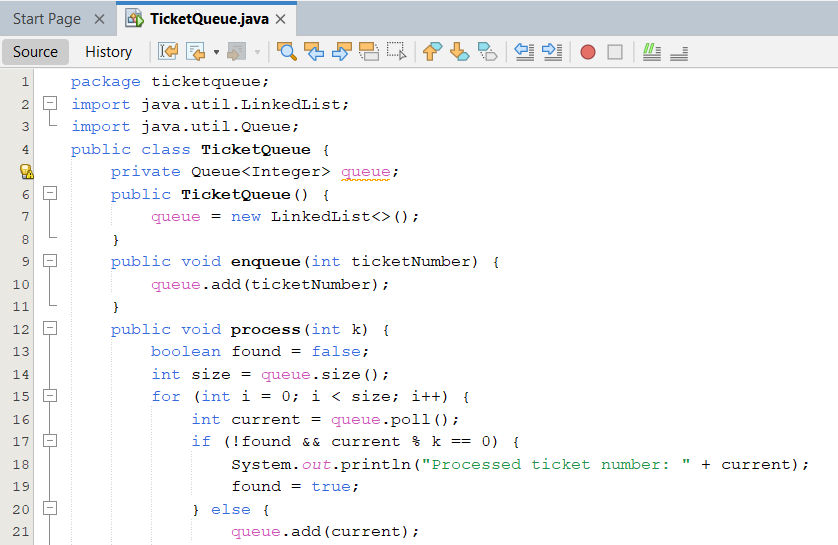 Start Page × TicketQueue.java ×
Source History
1 package ticketqueue;
2 import java.util.LinkedList;
3 import java.util.Queue;
4 public class TicketQueue {
private Queue<Integer> queue;
6 public TicketQueue() {
7 queue = new LinkedList<>();
8 }
9 public void enqueue(int ticketNumber) {
10 queue.add(ticketNumber);
11 }
12 public void process(int k) {
13 boolean found = false;
14 int size = queue.size();
15 for (int i = 0; i < size; i++) {
16 int current = queue.poll();
17 if (!found && current % k == 0) {
18 System.out.println("Processed ticket number: " + current);
19 found = true;
20 } else {
21 queue.add(current);